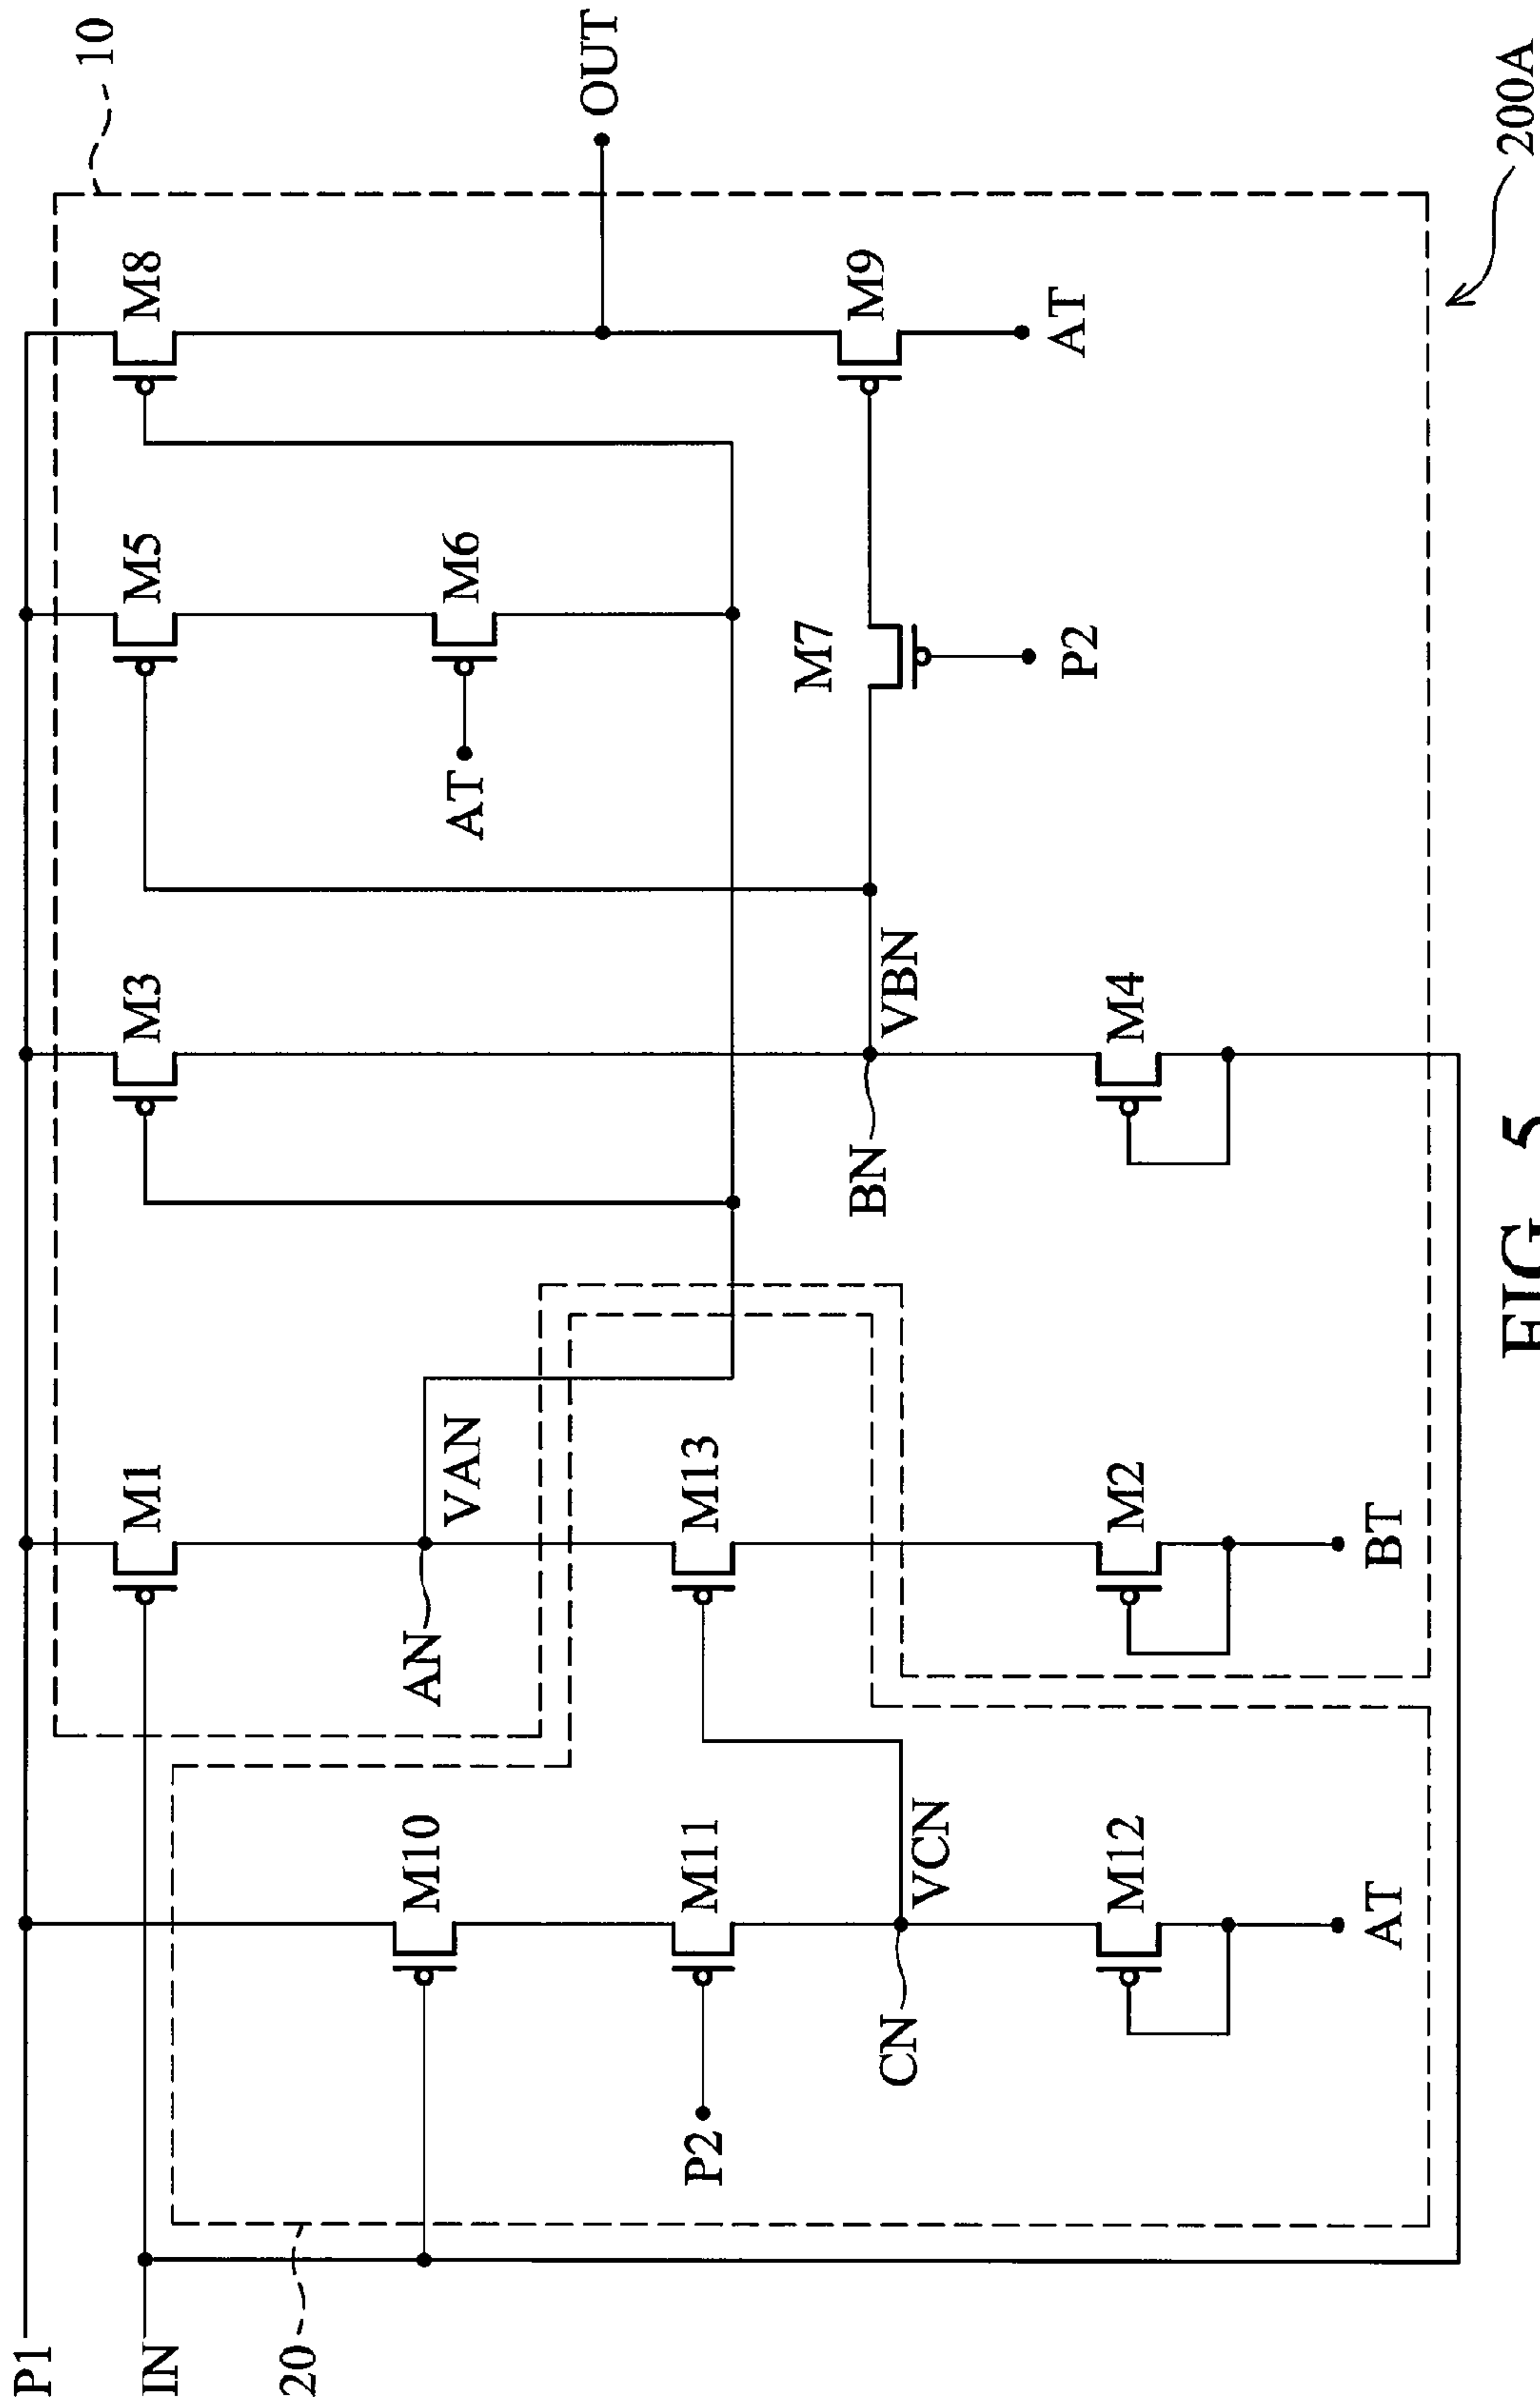 P1
IN
20
10
M1
M3
M5
M8
M10
AN
VAN
M6
AT
OUT
M11
P2
M13
M7
P2
M9
AT
CN
VCN
BN
VBN
M12
AT
M2
BT
M4
200A
FIG. 5